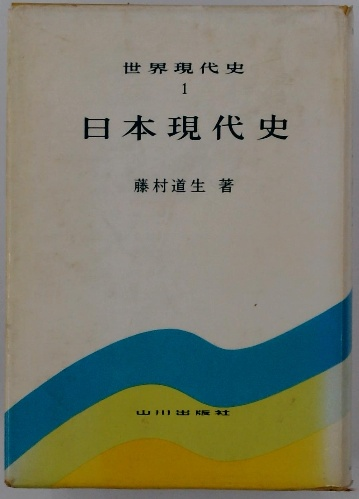 世界現代史
1
日本現代史
藤村道生 著
山川出版社